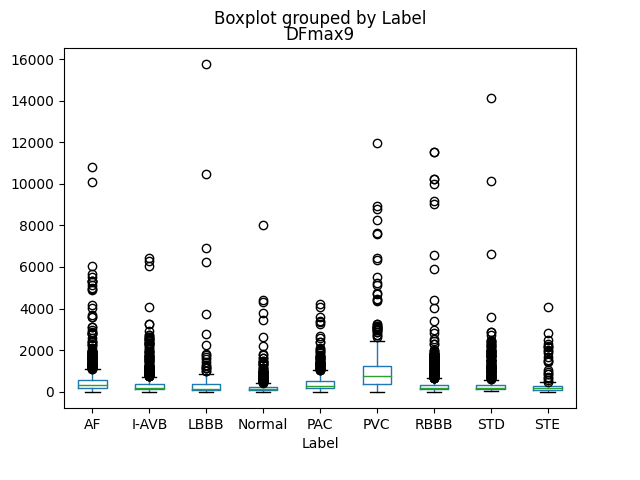 Boxplot grouped by Label
DFmax9
16000
14000
12000
10000
8000
6000
4000
2000
0
AF I-AVB LBBB Normal PAC PVC RBBB STD STE
Label